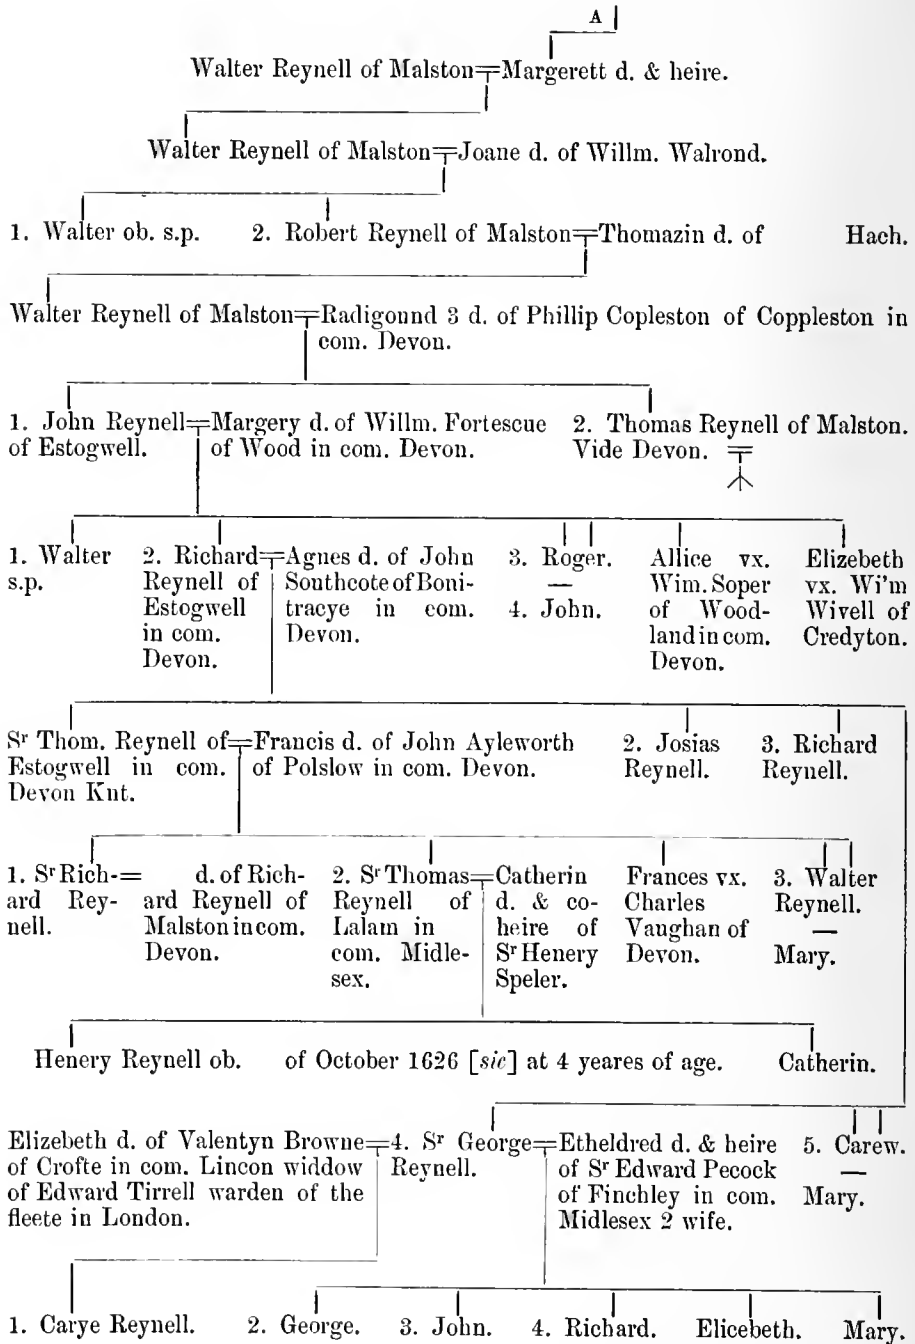 A
Walter Reynell of Malston=Margerett d. & heire.
Walter Reynell of Malston=Joane d. of Willm. Walrond.
1. Walter ob. s.p. 2. Robert Reynell of Malston=Thomazin d. of Hach.
Walter Reynell of Malston=Radigound 3 d. of Phillip Copleston of Coppleston in
com. Devon.
1. John Reynell=Margery d. of Willm. Fortescue
of Estogwell. of Wood in com. Devon.
2. Thomas Reynell of Malston.
Vide Devon.
1. Walter
s.p.
2. Richard=
Reynell of
Estogwell
in com.
Devon.
Agnes d. of John
Southcote of Boni-
tracye in com.
Devon.
3. Roger.
—
4. John.
Allice vx.
Wim. Soper
of Wood-
land in com.
Devon.
Elizebeth
vx. Wi'm
Wivell of
Credyton.
Sr Thom. Reynell of=
Estogwell in com.
Devon Knt.
Francis d. of John Ayleworth
of Polslow in com. Devon.
2. Josias
Reynell.
3. Richard
Reynell.
1. Sr Rich-=
ard Rey-
nell.
d. of Rich-
ard Reynell of
Malston in com.
Devon.
2. Sr Thomas=
Reynell of
Lalam in
com. Midle-
sex.
Catherin
d. & co-
heire of
Sr Henery
Speler.
Frances vx.
Charles
Vaughan of
Devon.
3. Walter
Reynell.
—
Mary.
Henery Reynell ob. of October 1626 [sic] at 4 yeares of age. Catherin.
Elizebeth d. of Valentyn Browne=
of Crofte in com. Lincon widdow
of Edward Tirrell warden of the
fleete in London.
4. Sr George=
Reynell.
Etheldred d. & heire
of Sr Edward Pecock
of Finchley in com.
Midlesex 2 wife.
5. Carew.
—
Mary.
1. Carye Reynell. 2. George. 3. John. 4. Richard. Elicebeth. Mary.